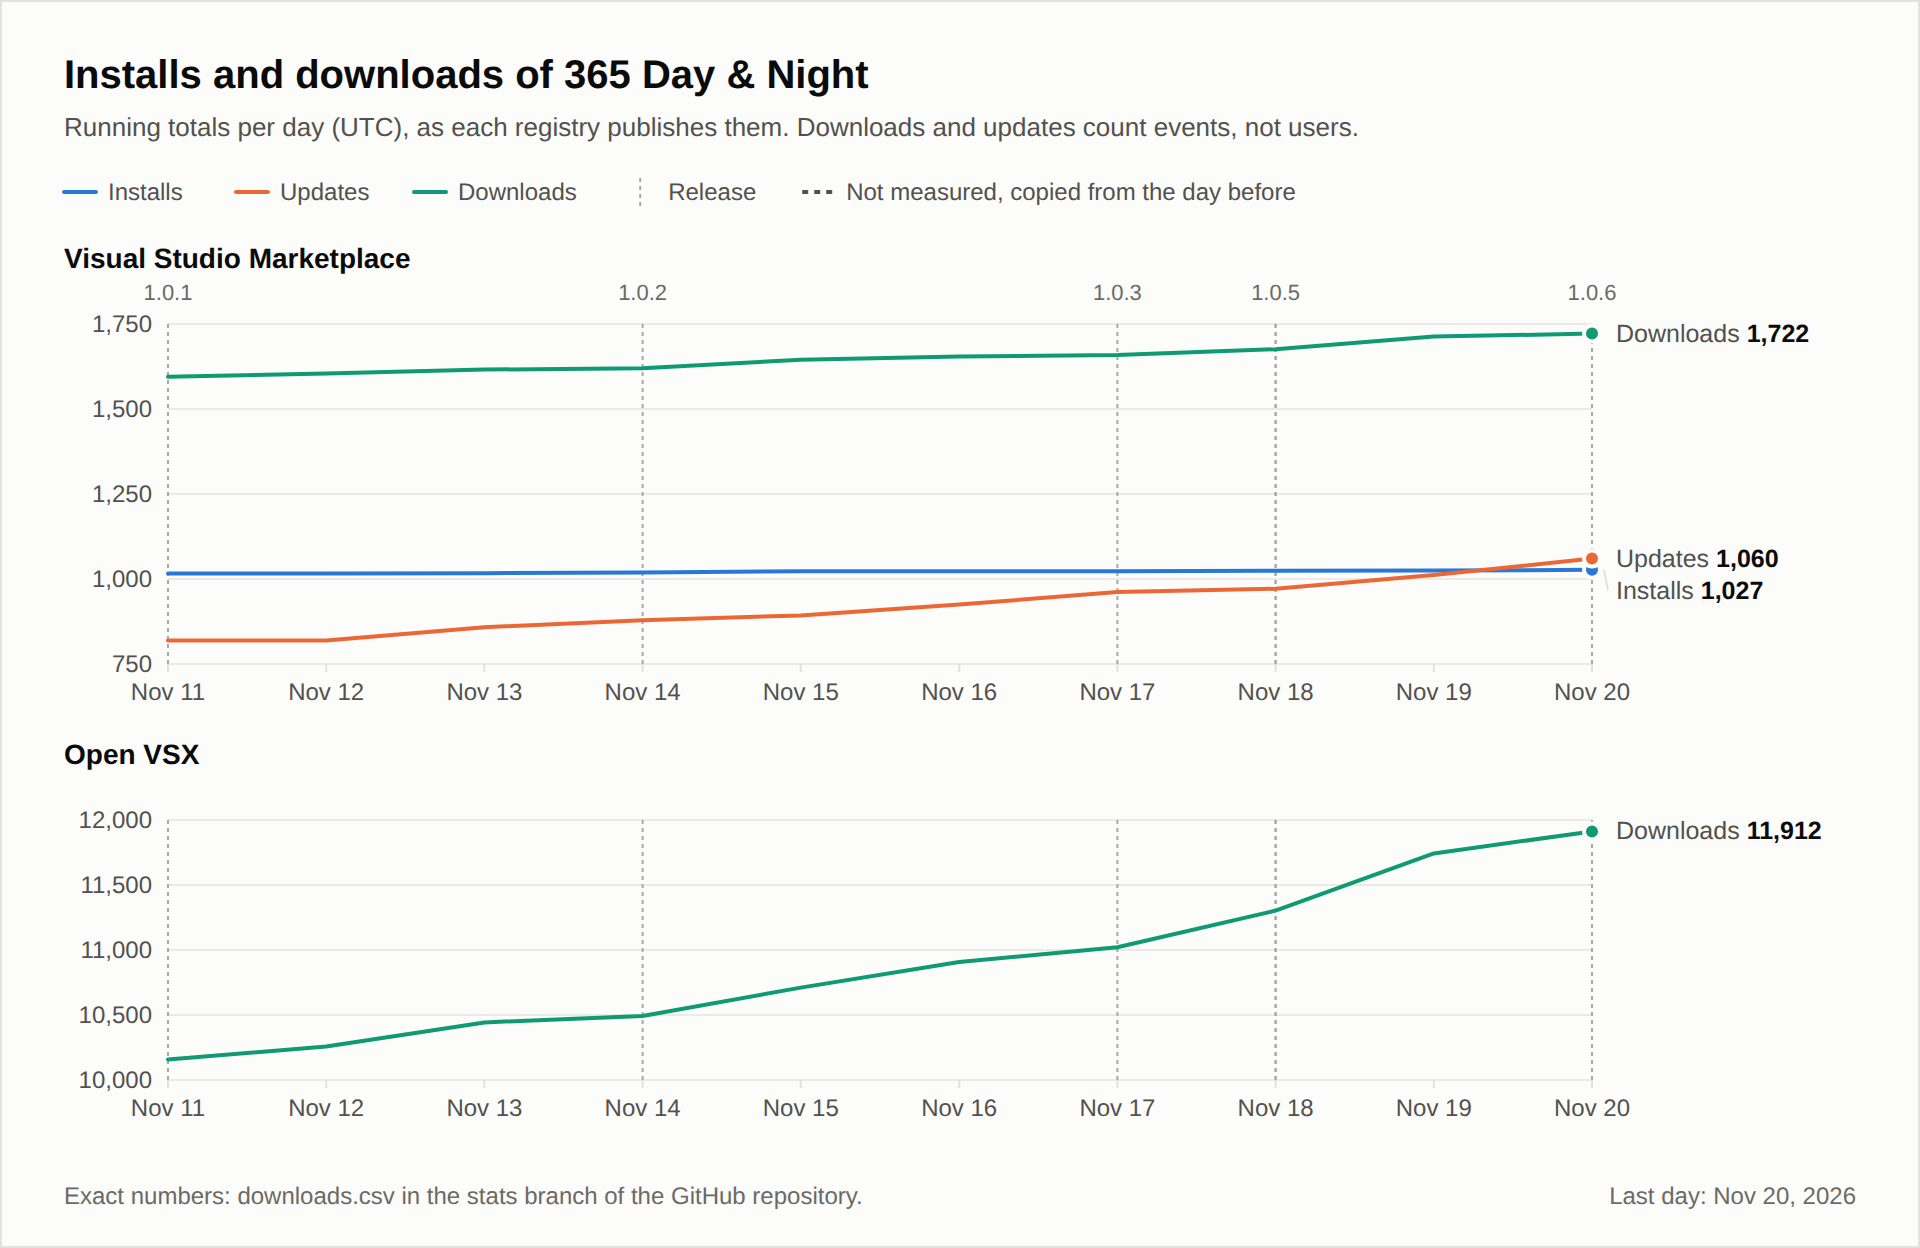 Installs and downloads of 365 Day & Night
Running totals per day (UTC), as each registry publishes them. Downloads and updates count events, not users.
Installs Updates Downloads Release Not measured, copied from the day before
Visual Studio Marketplace
1.0.1 1.0.2 1.0.3 1.0.5 1.0.6
1,750
Downloads 1,722
1,500
1,250
Updates 1,060
1,000
Installs 1,027
750
Nov 11 Nov 12 Nov 13 Nov 14 Nov 15 Nov 16 Nov 17 Nov 18 Nov 19 Nov 20
Open VSX
12,000
Downloads 11,912
11,500
11,000
10,500
10,000
Nov 11 Nov 12 Nov 13 Nov 14 Nov 15 Nov 16 Nov 17 Nov 18 Nov 19 Nov 20
Exact numbers: downloads.csv in the stats branch of the GitHub repository.
Last day: Nov 20, 2026